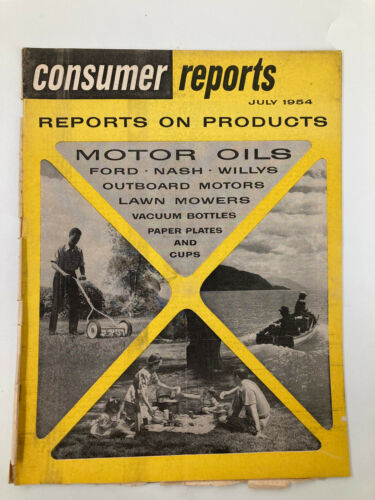 consumer reports
JULY 1954
REPORTS ON PRODUCTS
MOTOR OILS
FORD · NASH · WILLYS
OUTBOARD MOTORS
LAWN MOWERS
VACUUM BOTTLES
PAPER PLATES
AND
CUPS